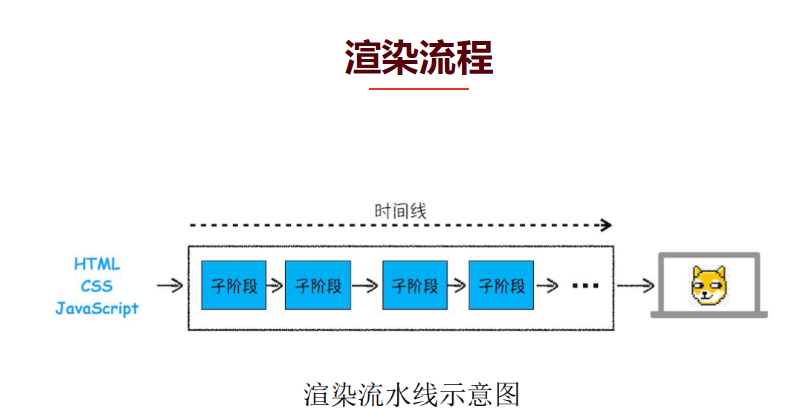 渲染流程
时间线
HTML
CSS
JavaScript
子阶段 子阶段 子阶段 子阶段 ...
渲染流水线示意图